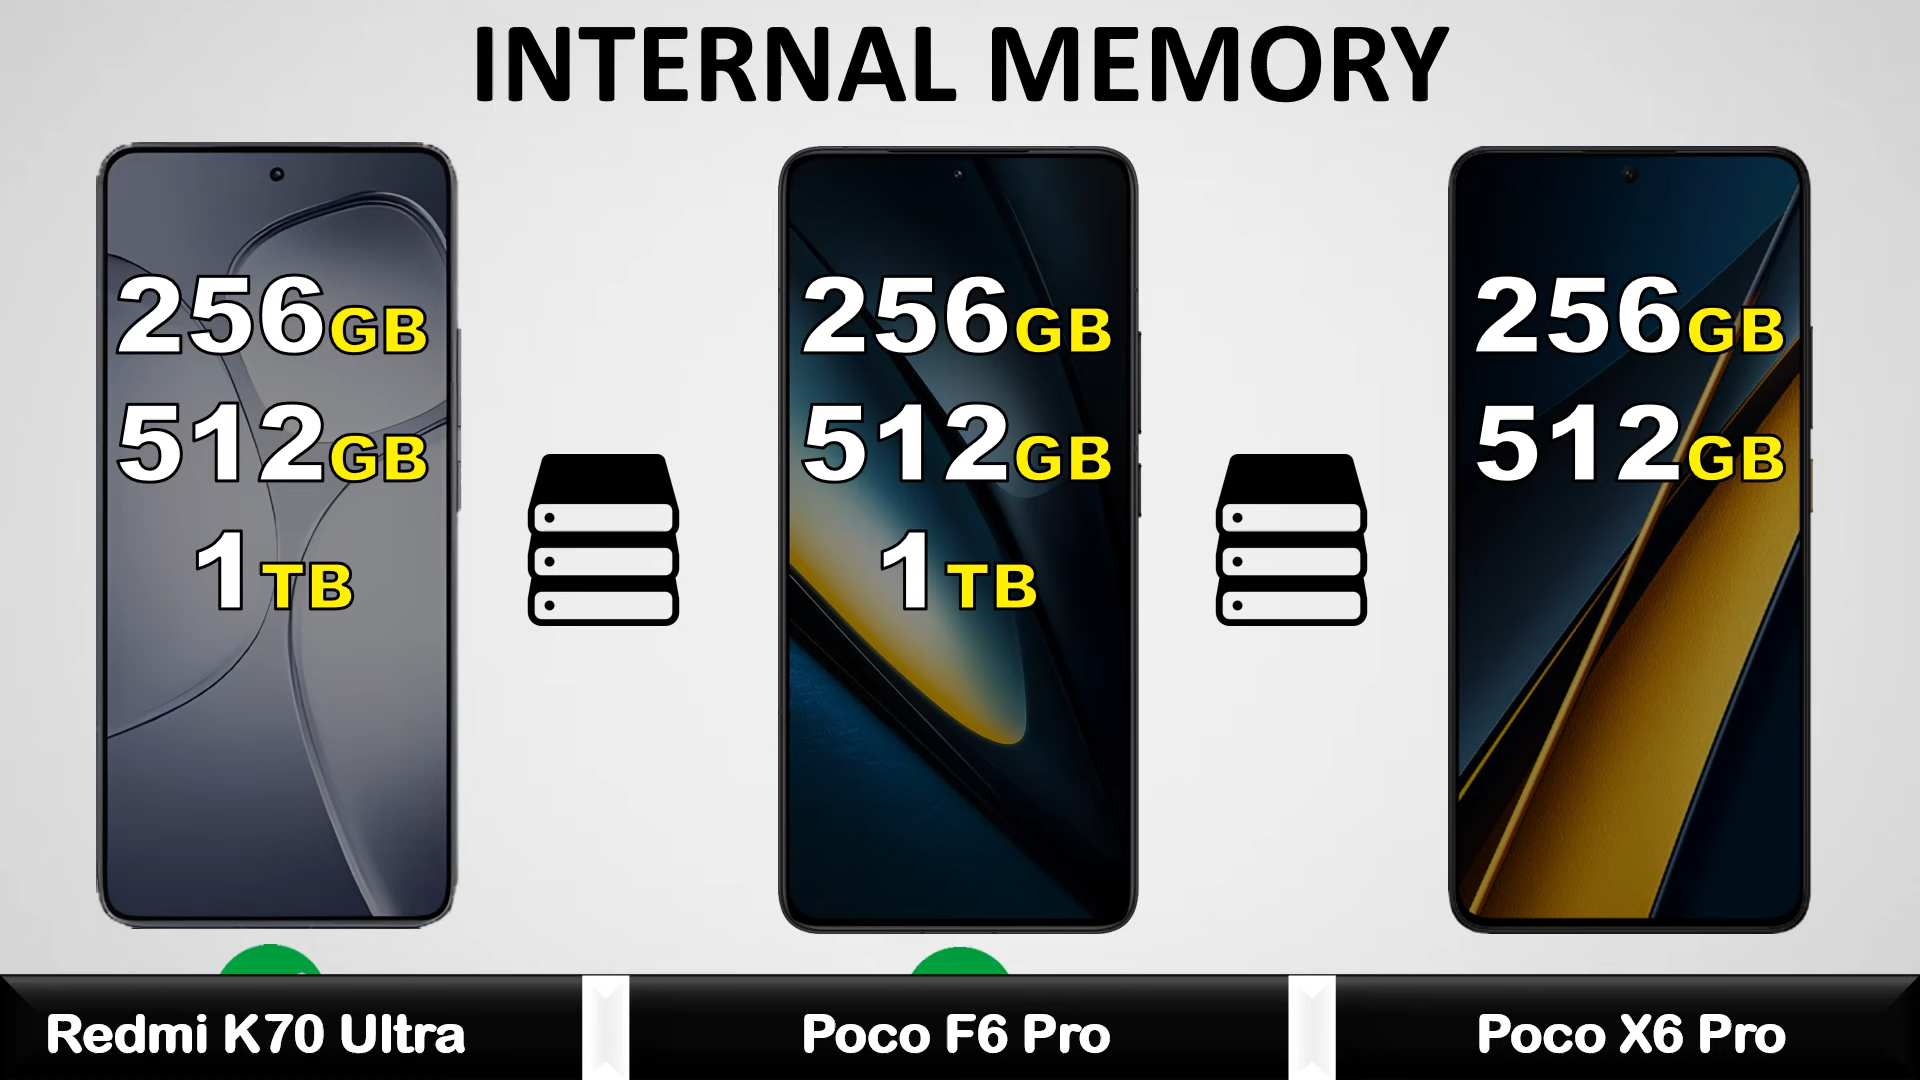 INTERNAL MEMORY
256GB
512GB
1TB
256GB
512GB
1TB
256GB
512GB
Redmi K70 Ultra
Poco F6 Pro
Poco X6 Pro